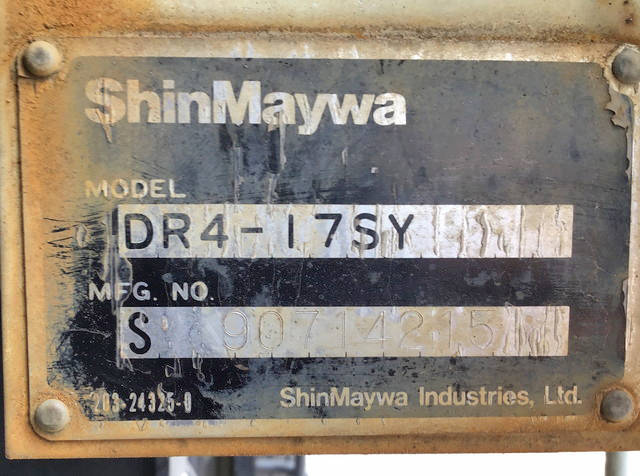 ShinMaywa
MODEL
DR4-17SY
MFG. NO.
S 90714215
203-24325-0
ShinMaywa Industries, Ltd.